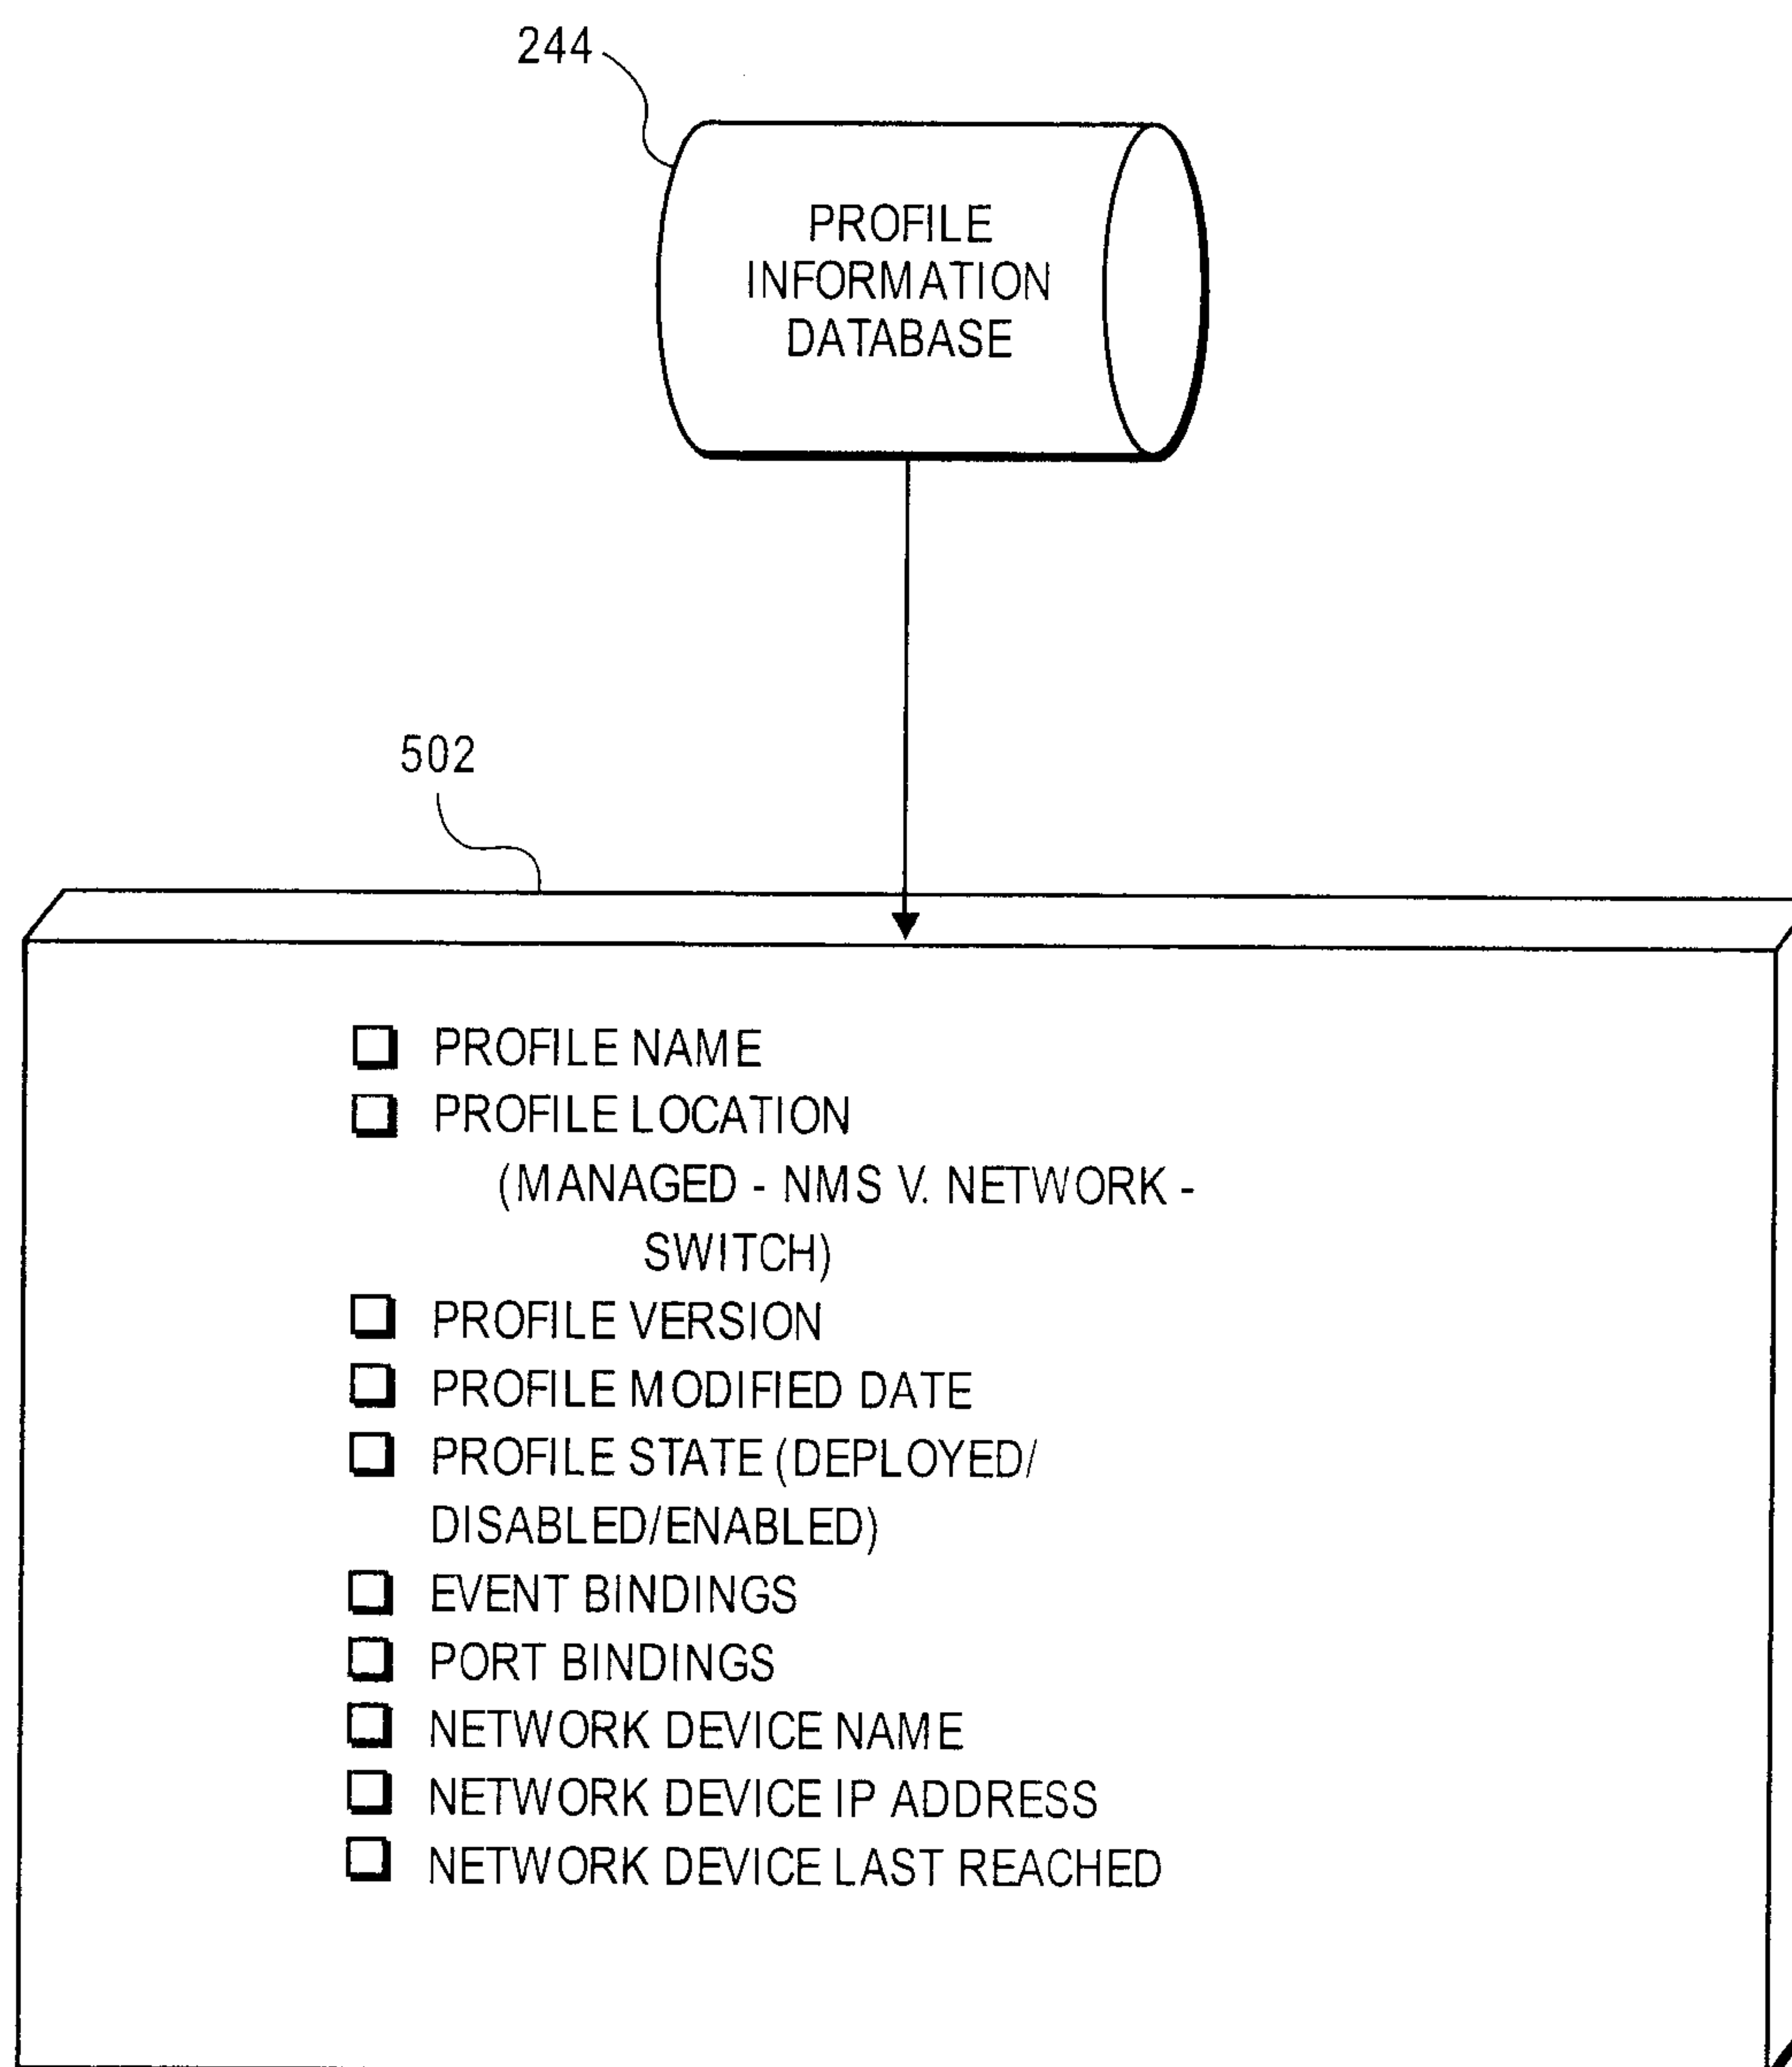 244
PROFILE
INFORMATION
DATABASE
502
PROFILE NAME
PROFILE LOCATION
(MANAGED - NMS V. NETWORK -
SWITCH)
PROFILE VERSION
PROFILE MODIFIED DATE
PROFILE STATE (DEPLOYED/
DISABLED/ENABLED)
EVENT BINDINGS
PORT BINDINGS
NETWORK DEVICE NAME
NETWORK DEVICE IP ADDRESS
NETWORK DEVICE LAST REACHED